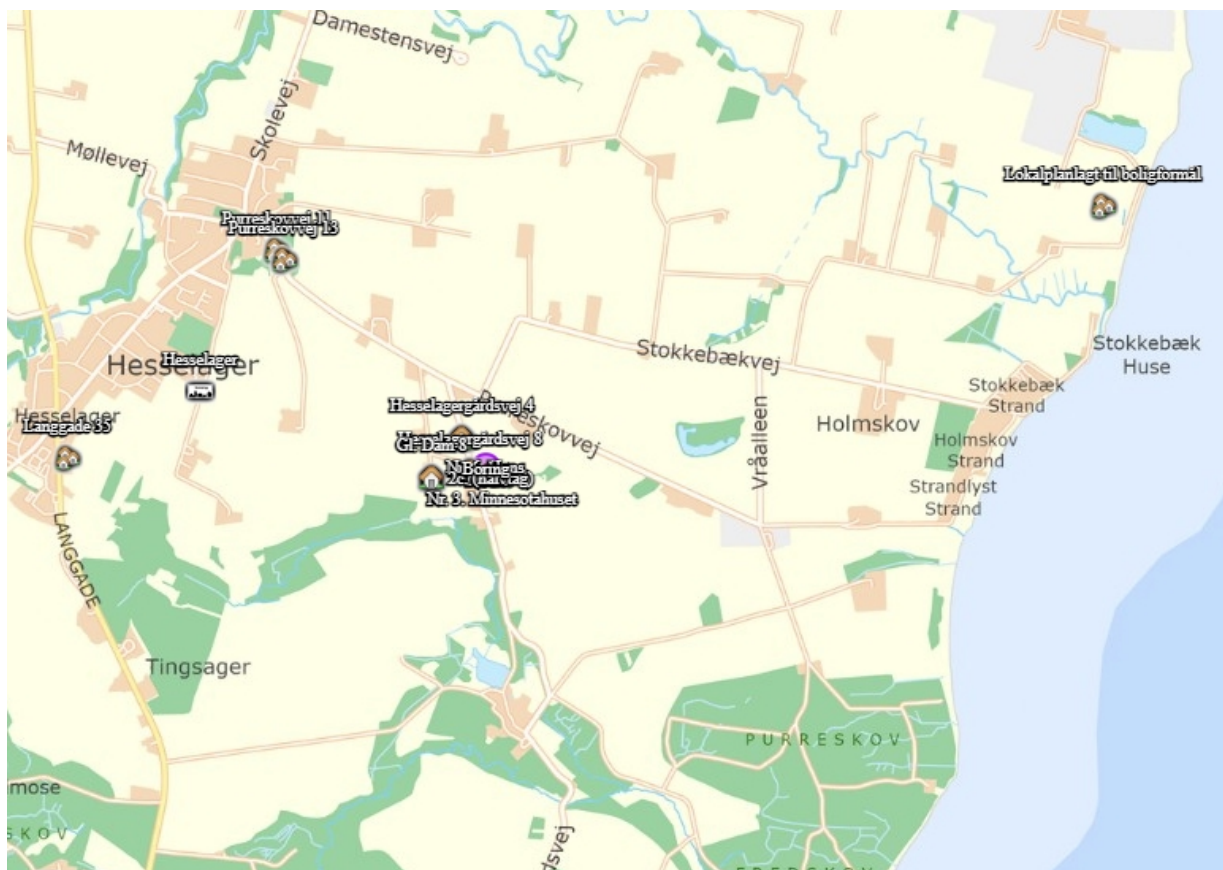 Damestensvej
Skolevej
Møllevej
Lokalplanlagt til boligformål
Purreskovvej 11
Purreskovvej 13
Stokkebækvej
Stokkebæk
Huse
Hesselager
Hesselager
Stokkebæk
Strand
Hesselager
Langgade 35
Hesselagergårdsvej 4
Purreskovvej
Vråalleen
Holmskov
Holmskov
Strand
Hesselagergårdsvej 8
Gl. Dam 8
Boring
Strandlyst
Strand
Nr. 3. Minnesotahuset
LANGGADE
Tingsager
PURRESKOV
mose
SKOV
dsvej